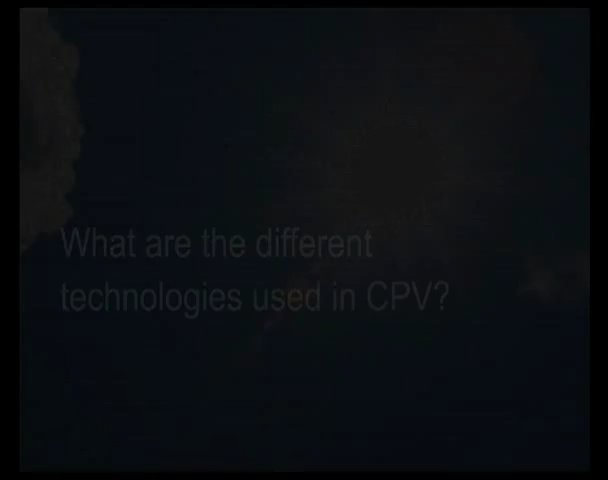 What are the different
technologies used in CPV?